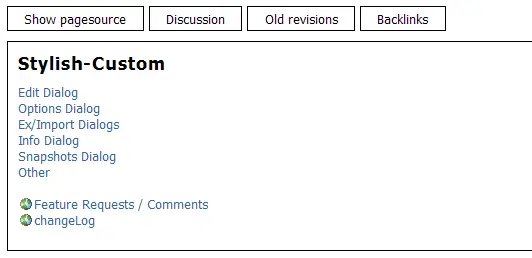 Show pagesource Discussion Old revisions Backlinks
Stylish-Custom
Edit Dialog
Options Dialog
Ex/Import Dialogs
Info Dialog
Snapshots Dialog
Other
Feature Requests / Comments
changeLog